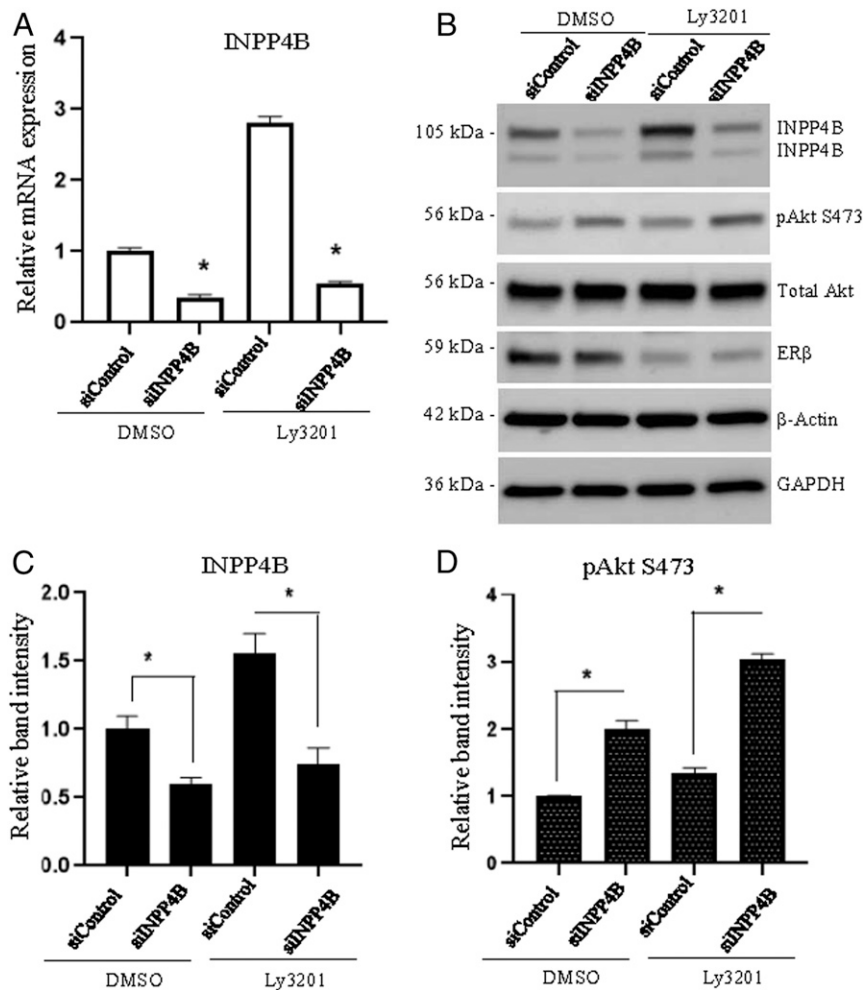 A
INPP4B
Relative mRNA expression
4
3
2
1
0
*
*
siControl
siINPP4B
siControl
siINPP4B
DMSO
Ly3201
B
DMSO
Ly3201
siControl
siINPP4B
siControl
siINPP4B
105 kDa -
INPP4B
INPP4B
56 kDa -
pAkt S473
56 kDa -
Total Akt
59 kDa -
ERβ
42 kDa -
β-Actin
36 kDa -
GAPDH
C
INPP4B
Relative band intensity
2.0
1.5
1.0
0.5
0.0
*
*
siControl
siINPP4B
siControl
siINPP4B
DMSO
Ly3201
D
pAkt S473
Relative band intensity
4
3
2
1
0
*
*
siControl
siINPP4B
siControl
siINPP4B
DMSO
Ly3201